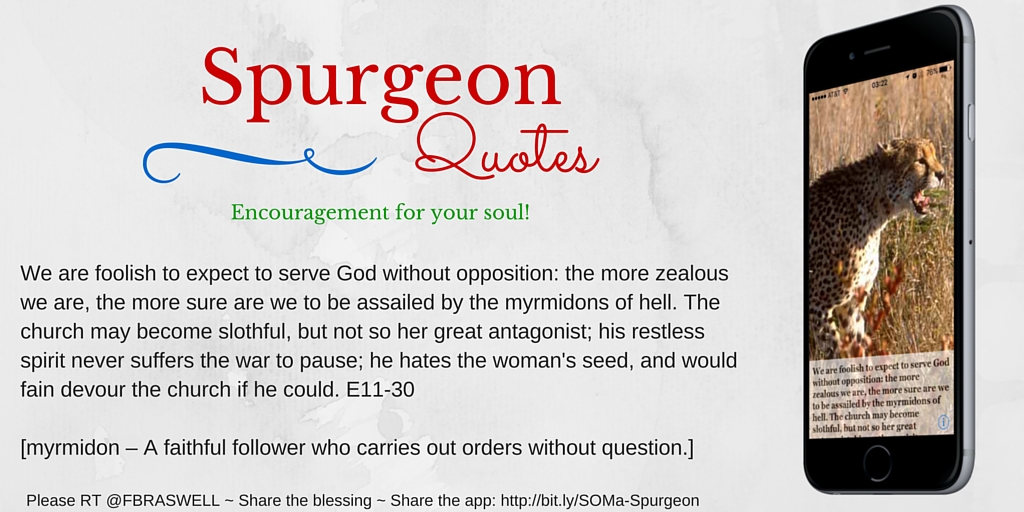 Spurgeon
Quotes
Encouragement for your soul!
We are foolish to expect to serve God without opposition: the more zealous
we are, the more sure are we to be assailed by the myrmidons of hell. The
church may become slothful, but not so her great antagonist; his restless
spirit never suffers the war to pause; he hates the woman's seed, and would
fain devour the church if he could. E11-30
[myrmidon – A faithful follower who carries out orders without question.]
Please RT @FBRASWELL ~ Share the blessing ~ Share the app: http://bit.ly/SOMa-Spurgeon
AT&T 03:22 76%
We are foolish to expect to serve God
without opposition: the more
zealous we are, the more sure are we
to be assailed by the myrmidons of
hell. The church may become
slothful, but not so her great